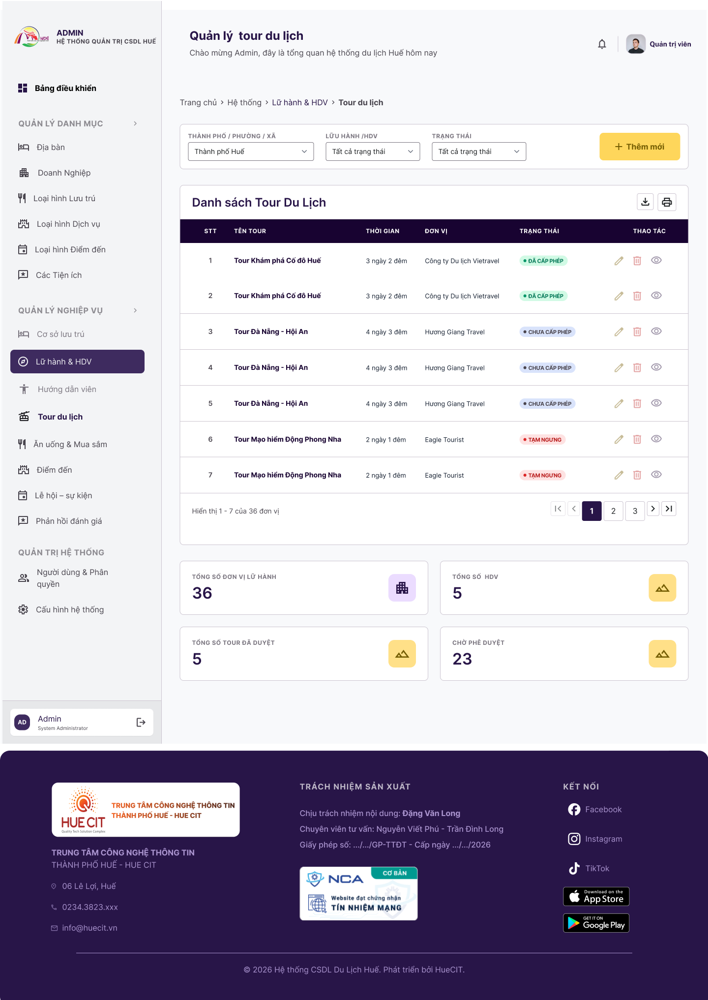 ADMIN
HỆ THỐNG QUẢN TRỊ CSDL HUẾ
Bảng điều khiển
QUẢN LÝ DANH MỤC
Địa bàn
Doanh Nghiệp
Loại hình Lưu trú
Loại hình Dịch vụ
Loại hình Điểm đến
Các Tiện ích
QUẢN LÝ NGHIỆP VỤ
Cơ sở lưu trú
Lữ hành & HDV
Hướng dẫn viên
Tour du lịch
Ăn uống & Mua sắm
Điểm đến
Lễ hội – sự kiện
Phản hồi đánh giá
QUẢN TRỊ HỆ THỐNG
Người dùng & Phân
quyền
Cấu hình hệ thống
AD
Admin
System Administrator
Quản lý  tour du lịch
Chào mừng Admin, đây là tổng quan hệ thống du lịch Huế hôm nay
Quản trị viên
Trang chủ > Hệ thống > Lữ hành & HDV > Tour du lịch
THÀNH PHỐ / PHƯỜNG / XÃ LỮU HÀNH /HDV TRẠNG THÁI
Thành phố Huế Tất cả trạng thái Tất cả trạng thái
+ Thêm mới
Danh sách Tour Du Lịch
STT TÊN TOUR THỜI GIAN ĐƠN VỊ TRẠNG THÁI THAO TÁC
1 Tour Khám phá Cố đô Huế 3 ngày 2 đêm Công ty Du lịch Vietravel ĐÃ CẤP PHÉP
2 Tour Khám phá Cố đô Huế 3 ngày 2 đêm Công ty Du lịch Vietravel ĐÃ CẤP PHÉP
3 Tour Đà Nẵng - Hội An 4 ngày 3 đêm Hương Giang Travel CHƯA CẤP PHÉP
4 Tour Đà Nẵng - Hội An 4 ngày 3 đêm Hương Giang Travel CHƯA CẤP PHÉP
5 Tour Đà Nẵng - Hội An 4 ngày 3 đêm Hương Giang Travel CHƯA CẤP PHÉP
6 Tour Mạo hiểm Động Phong Nha 2 ngày 1 đêm Eagle Tourist TẠM NGƯNG
7 Tour Mạo hiểm Động Phong Nha 2 ngày 1 đêm Eagle Tourist TẠM NGƯNG
Hiển thị 1 - 7 của 36 đơn vị
1 2 3
TỔNG SỐ ĐƠN VỊ LỮ HÀNH
36
TỔNG SỐ  HDV
5
TỔNG SỐ TOUR ĐÃ DUYỆT
5
CHỜ PHÊ DUYỆT
23
HUE CIT
Quality Tech Solution Complex
TRUNG TÂM CÔNG NGHỆ THÔNG TIN
THÀNH PHỐ HUẾ - HUE CIT
TRUNG TÂM CÔNG NGHỆ THÔNG TIN
THÀNH PHỐ HUẾ - HUE CIT
06 Lê Lợi, Huế
0234.3823.xxx
info@huecit.vn
TRÁCH NHIỆM SẢN XUẤT
Chịu trách nhiệm nội dung: Đặng Văn Long
Chuyên viên tư vấn: Nguyễn Viết Phú - Trần Đình Long
Giấy phép số: .../.../GP-TTĐT - Cấp ngày .../.../2026
NCA
CƠ BẢN
Website đạt chứng nhận
TÍN NHIỆM MẠNG
KẾT NỐI
Facebook
Instagram
TikTok
Download on the
App Store
GET IT ON
Google Play
© 2026 Hệ thống CSDL Du Lịch Huế. Phát triển bởi HueCIT.